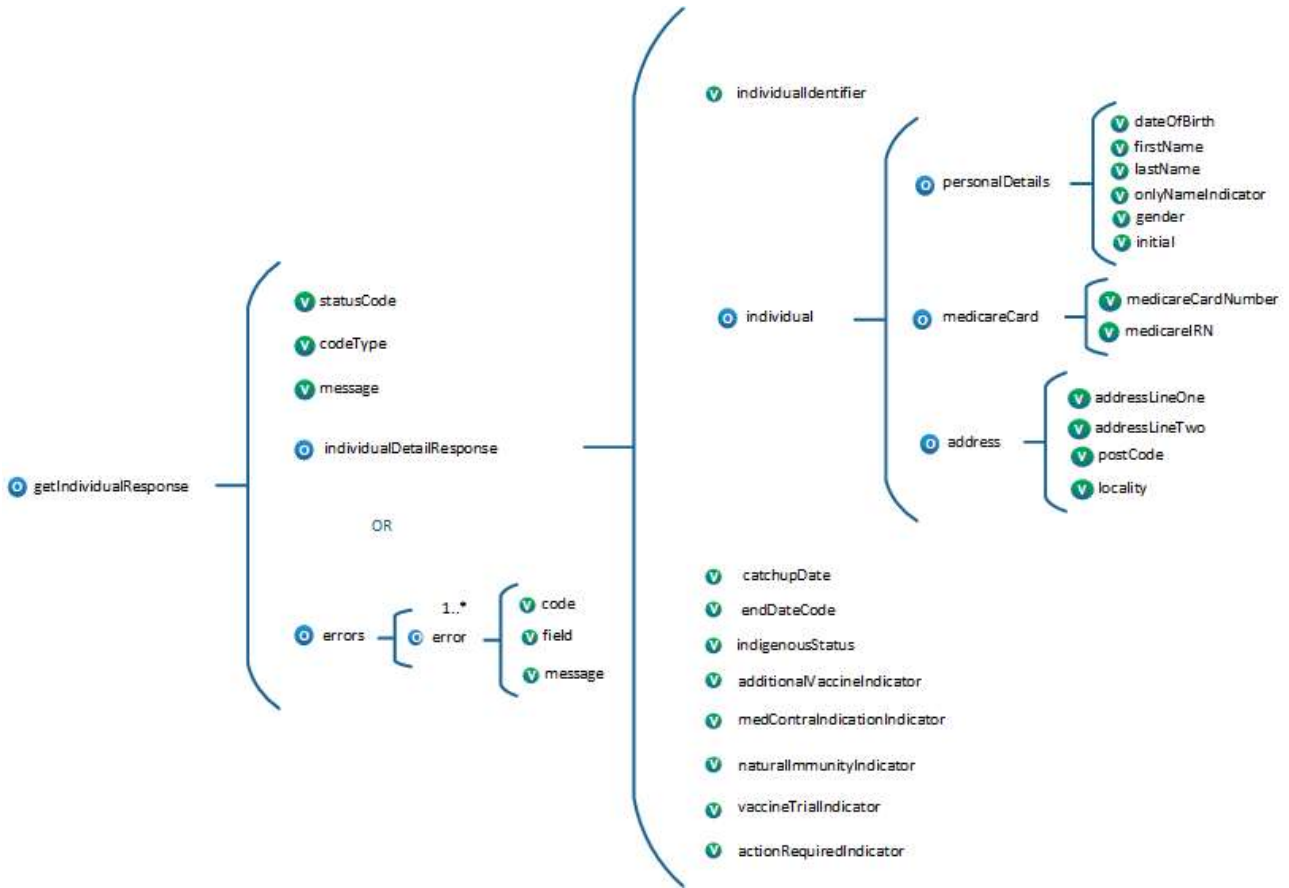 getIndividualResponse
statusCode
codeType
message
individualDetailResponse
OR
errors
1..*
error
code
field
message
individualIdentifier
individual
personalDetails
dateOfBirth
firstName
lastName
onlyNameIndicator
gender
initial
medicareCard
medicareCardNumber
medicareIRN
address
addressLineOne
addressLineTwo
postCode
locality
catchupDate
endDateCode
indigenousStatus
additionalVaccineIndicator
medContraIndicationIndicator
naturalImmunityIndicator
vaccineTrialIndicator
actionRequiredIndicator